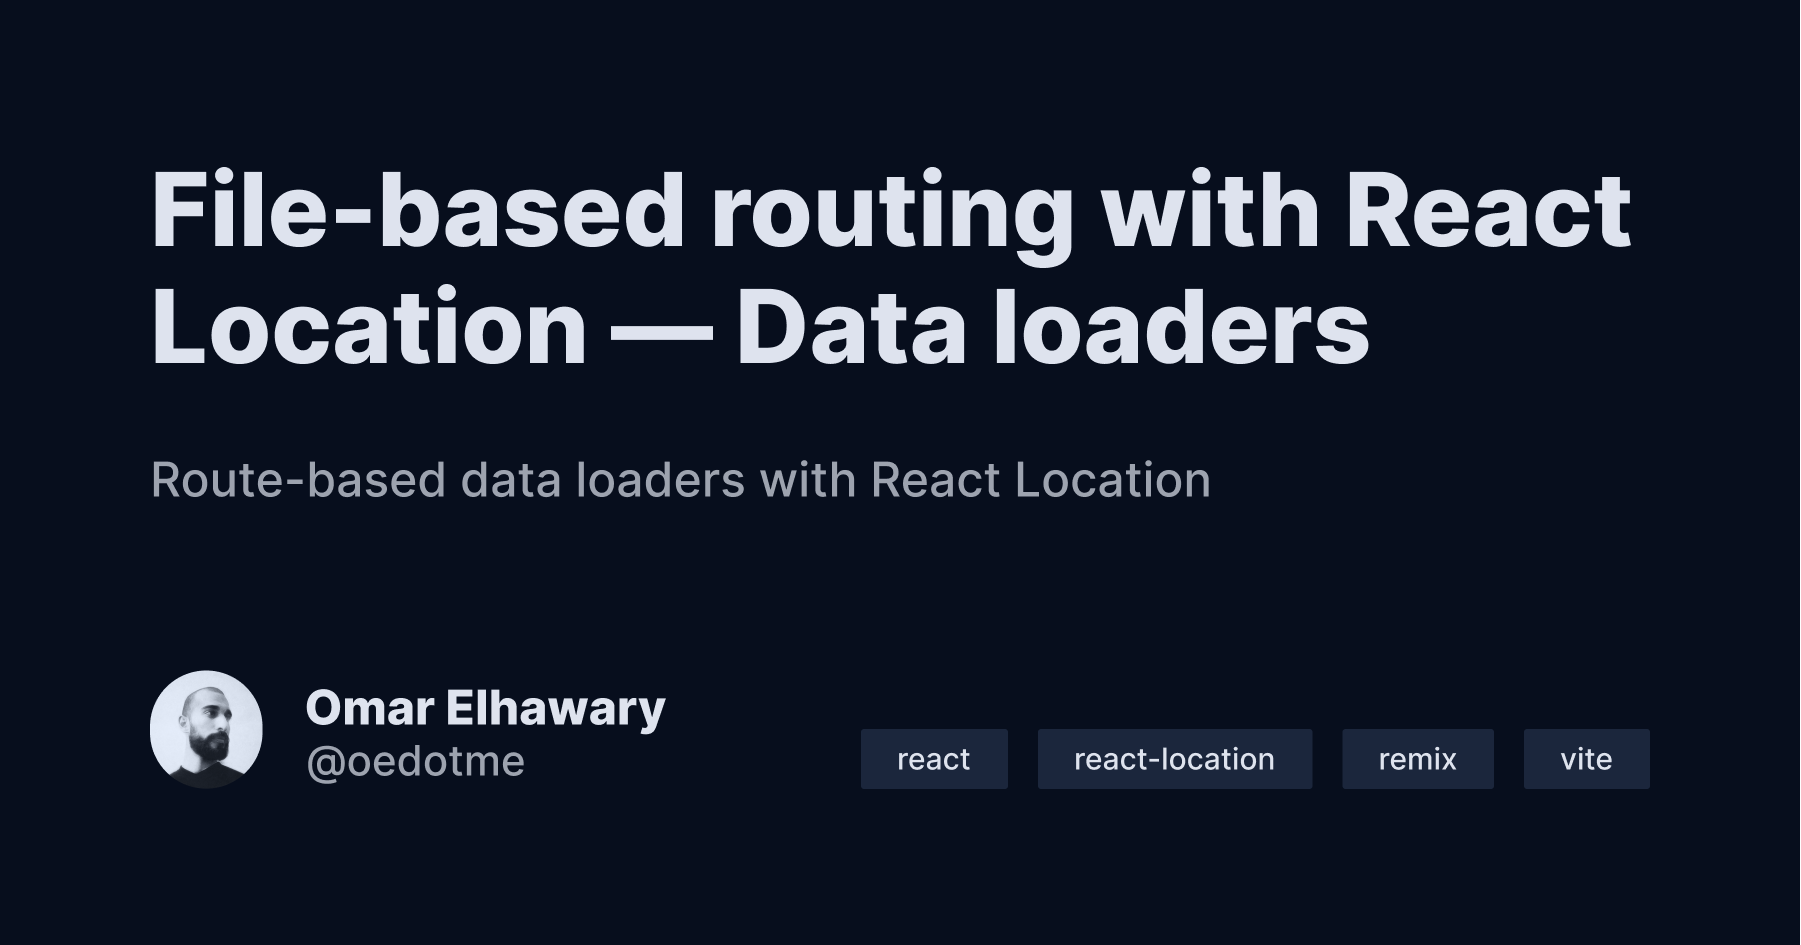 File-based routing with React
Location — Data loaders
Route-based data loaders with React Location
Omar Elhawary
@oedotme
react
react-location
remix
vite